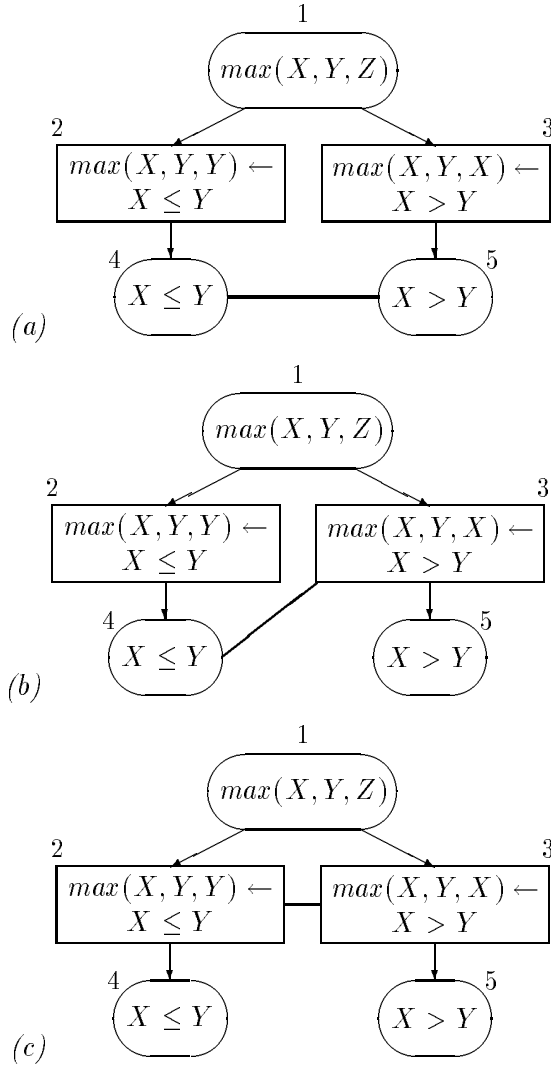 1
max(X, Y, Z)
2 3
max(X, Y, Y) ← max(X, Y, X) ←
X ≤ Y X > Y
4 5
X ≤ Y X > Y
(a)
1
max(X, Y, Z)
2 3
max(X, Y, Y) ← max(X, Y, X) ←
X ≤ Y X > Y
4 5
X ≤ Y X > Y
(b)
1
max(X, Y, Z)
2 3
max(X, Y, Y) ← max(X, Y, X) ←
X ≤ Y X > Y
4 5
X ≤ Y X > Y
(c)